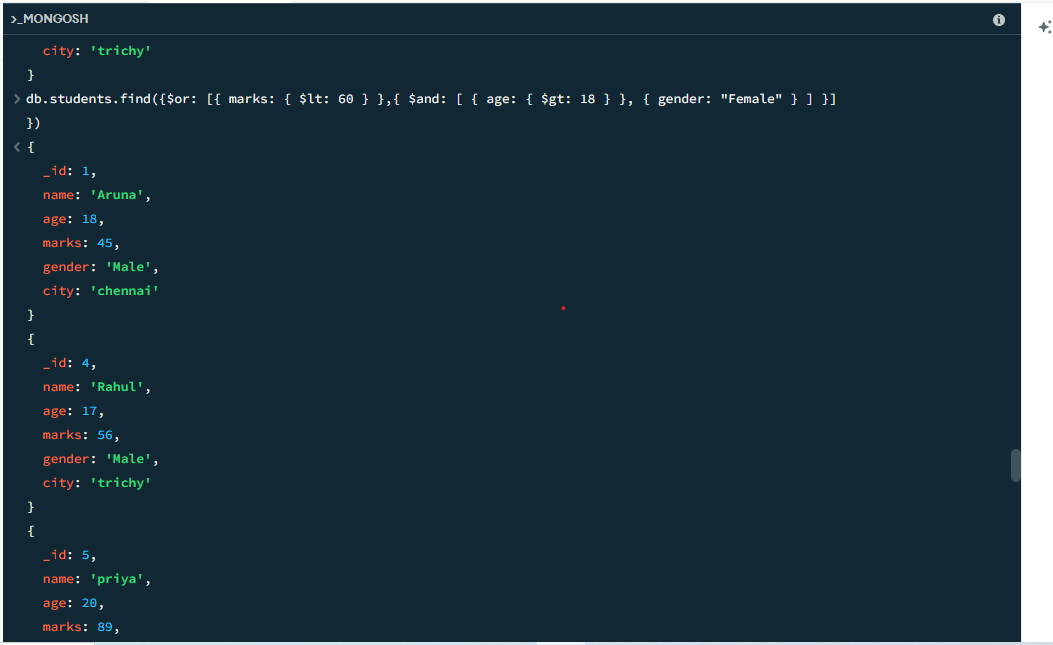 >_MONGOSH
city: 'trichy'
}
> db.students.find({$or: [{ marks: { $lt: 60 } },{ $and: [ { age: { $gt: 18 } }, { gender: "Female" } ] }]
})
< {
_id: 1,
name: 'Aruna',
age: 18,
marks: 45,
gender: 'Male',
city: 'chennai'
}
{
_id: 4,
name: 'Rahul',
age: 17,
marks: 56,
gender: 'Male',
city: 'trichy'
}
{
_id: 5,
name: 'priya',
age: 20,
marks: 89,